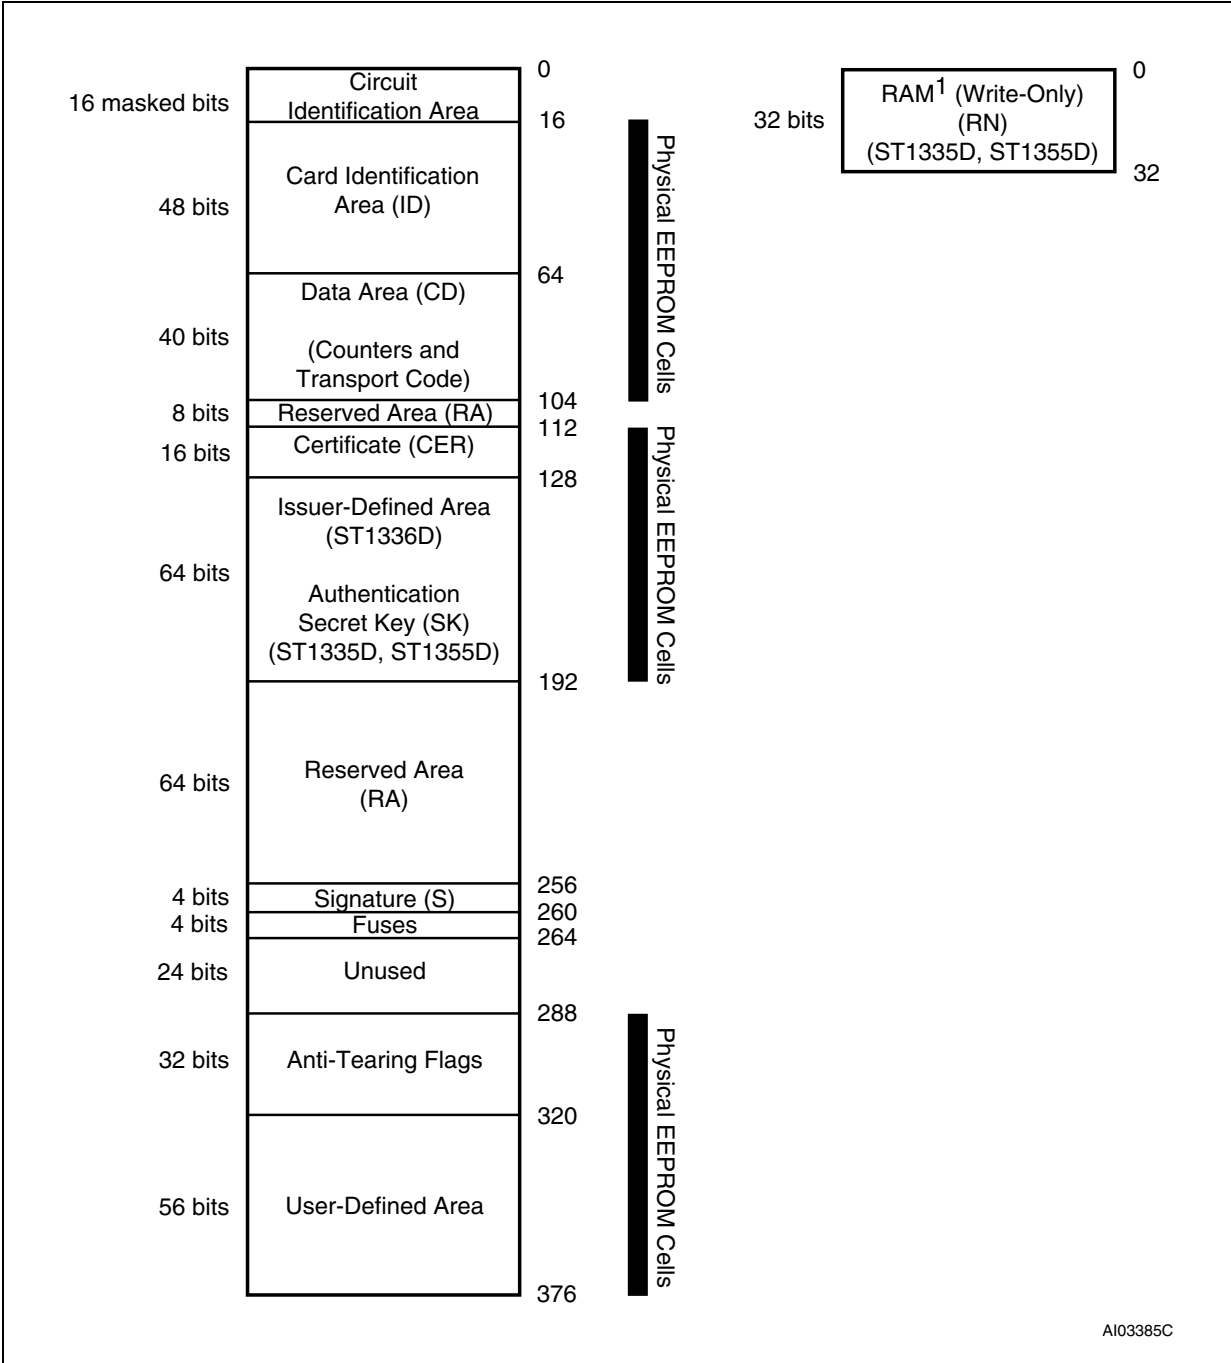 0
Circuit
16 masked bits
Identification Area
16
Card Identification
48 bits
Area (ID)
64
Data Area (CD)
40 bits
(Counters and
Transport Code)
104
8 bits
Reserved Area (RA)
112
16 bits
Certificate (CER)
128
Issuer-Defined Area
(ST1336D)
64 bits
Authentication
Secret Key (SK)
(ST1335D, ST1355D)
192
64 bits
Reserved Area
(RA)
256
4 bits
Signature (S)
260
4 bits
Fuses
264
24 bits
Unused
288
32 bits
Anti-Tearing Flags
320
56 bits
User-Defined Area
376
Physical EEPROM Cells
Physical EEPROM Cells
Physical EEPROM Cells
0
32 bits
RAM1 (Write-Only)
(RN)
(ST1335D, ST1355D)
32
AI03385C